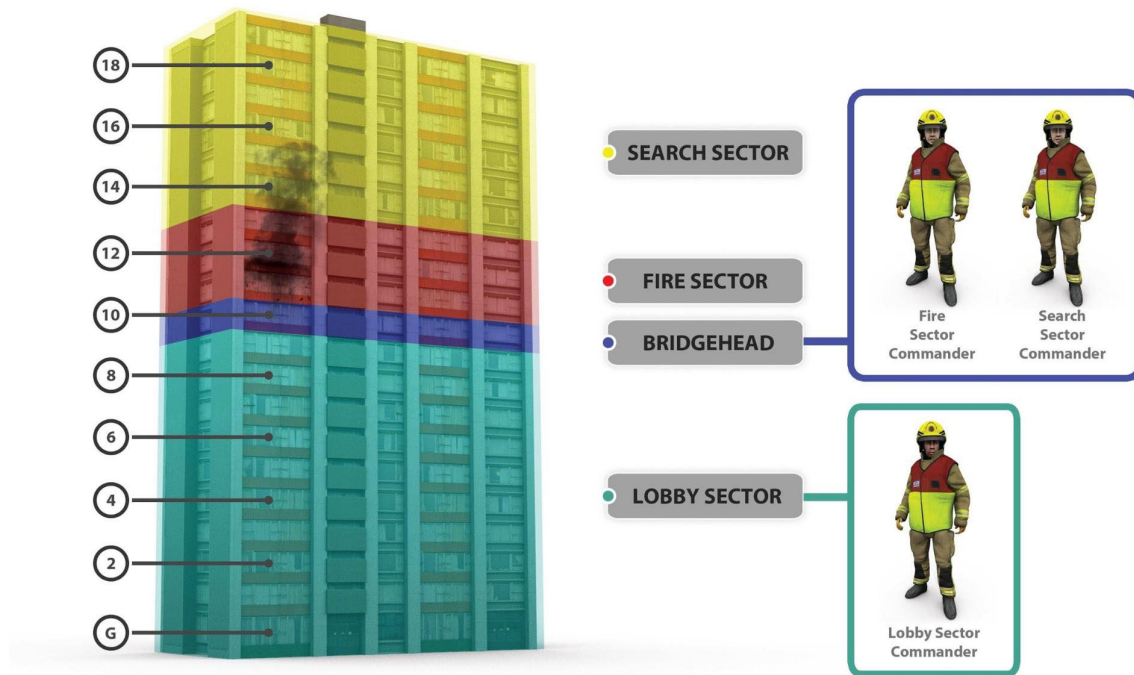 18
16
14
12
10
8
6
4
2
G
SEARCH SECTOR
FIRE SECTOR
BRIDGEHEAD
LOBBY SECTOR
Fire
Sector
Commander
Search
Sector
Commander
Lobby Sector
Commander